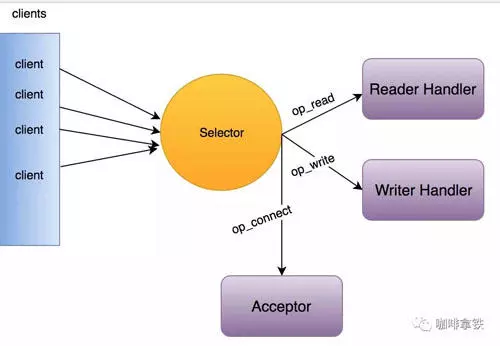 clients
client
client
client
client
Selector
op_read
op_write
op_connect
Reader Handler
Writer Handler
Acceptor
咖啡拿铁